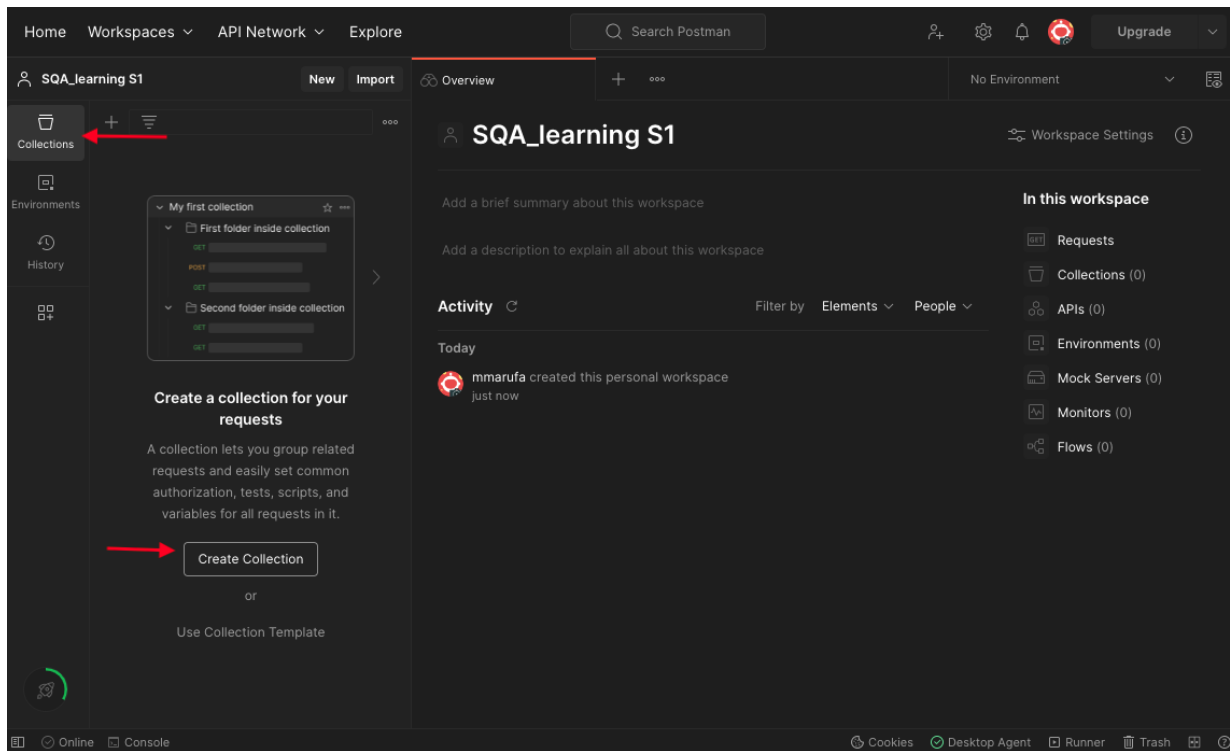 Home Workspaces API Network Explore Search Postman Upgrade
SQA_learning S1 New Import Overview No Environment
Collections
Environments
History
My first collection
First folder inside collection
GET
POST
GET
Second folder inside collection
GET
GET
Create a collection for your
requests
A collection lets you group related
requests and easily set common
authorization, tests, scripts, and
variables for all requests in it.
Create Collection
or
Use Collection Template
SQA_learning S1 Workspace Settings
Add a brief summary about this workspace
Add a description to explain all about this workspace
Activity Filter by Elements People
Today
mmarufa created this personal workspace
just now
In this workspace
GET Requests
Collections (0)
APIs (0)
Environments (0)
Mock Servers (0)
Monitors (0)
Flows (0)
Online Console Cookies Desktop Agent Runner Trash